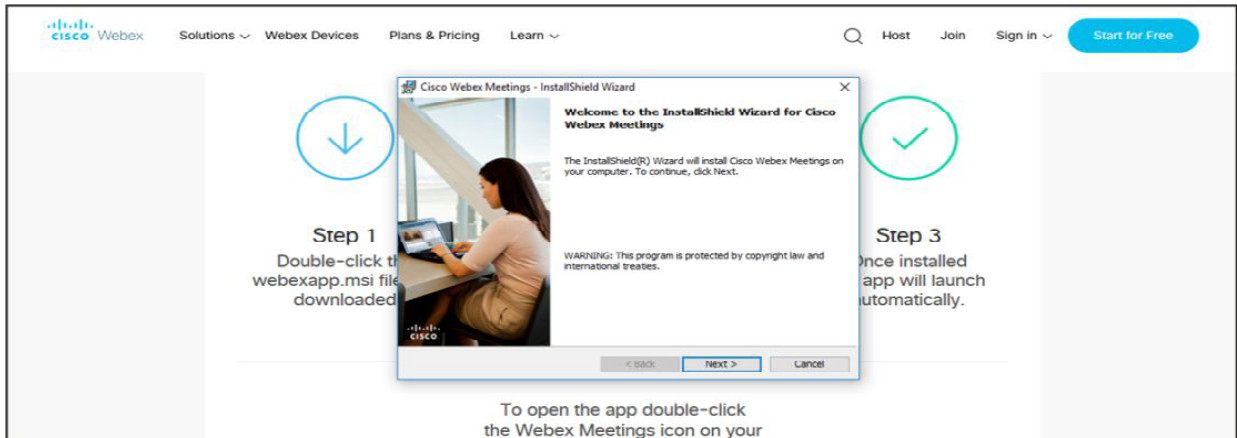 CISCO Webex Solutions Webex Devices Plans & Pricing Learn Host Join Sign in Start for Free
Cisco Webex Meetings - InstallShield Wizard
Welcome to the InstallShield Wizard for Cisco
Webex Meetings
The InstallShield(R) Wizard will install Cisco Webex Meetings on
your computer. To continue, click Next.
WARNING: This program is protected by copyright law and
international treaties.
CISCO
< Back Next > Cancel
Step 1
Double-click th
webexapp.msi file
downloaded
Step 3
Once installed
app will launch
automatically.
To open the app double-click
the Webex Meetings icon on your